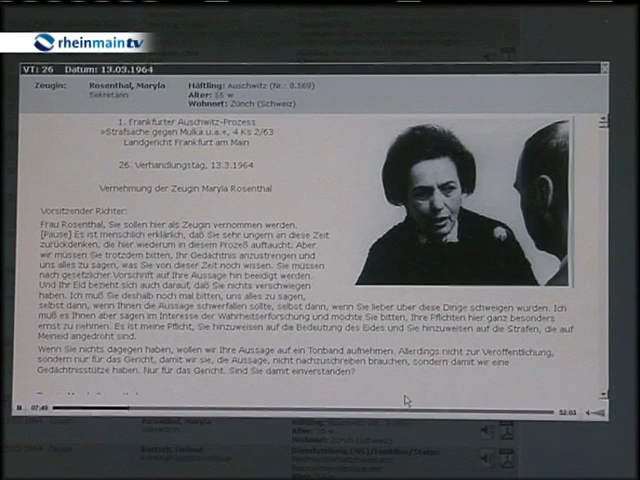 rheinmaintv
VT: 26 Datum: 13.03.1964
Zeugin: Rosenthal, Maryla Häftling: Auschwitz (Nr.: 8.569)
Sekretärin Alter: 55 w
Wohnort: Zürich (Schweiz)
1. Frankfurter Auschwitz-Prozess
»Strafsache gegen Mulka u.a.«, 4 Ks 2/63
Landgericht Frankfurt am Main
26. Verhandlungstag, 13.3.1964
Vernehmung der Zeugin Maryla Rosenthal
Vorsitzender Richter:
Frau Rosenthal, Sie sollen hier als Zeugin vernommen werden.
[Pause] Es ist menschlich erklärlich, daß Sie sehr ungern an diese Zeit
zurückdenken, die hier wiederum in diesem Prozeß auftaucht. Aber
wir müssen Sie trotzdem bitten, Ihr Gedächtnis anzustrengen und
uns alles zu sagen, was Sie von dieser Zeit noch wissen. Sie müssen
nach gesetzlicher Vorschrift auf Ihre Aussage hin beeidigt werden.
Und Ihr Eid bezieht sich auch darauf, daß Sie nichts verschwiegen
haben. Ich muß Sie deshalb noch mal bitten, uns alles zu sagen,
selbst dann, wenn Ihnen die Aussage schwerfallen sollte, selbst dann, wenn Sie lieber über diese Dinge schweigen würden. Ich
muß es Ihnen aber sagen im Interesse der Wahrheitserforschung und möchte Sie bitten, Ihre Pflichten hier ganz besonders
ernst zu nehmen. Es ist meine Pflicht, Sie hinzuweisen auf die Bedeutung des Eides und Sie hinzuweisen auf die Strafen, die auf
Meineid angedroht sind.
Wenn Sie nichts dagegen haben, wollen wir Ihre Aussage auf ein Tonband aufnehmen. Allerdings nicht zur Veröffentlichung,
sondern nur für das Gericht, damit wir sie, die Aussage, nicht nachzuschreiben brauchen, sondern damit wir eine
Gedächtnisstütze haben. Nur für das Gericht. Sind Sie damit einverstanden?
07:49 52:03
Rosenthal, Maryla
Alter: 55 w
Wohnort: Zürich (Schweiz)